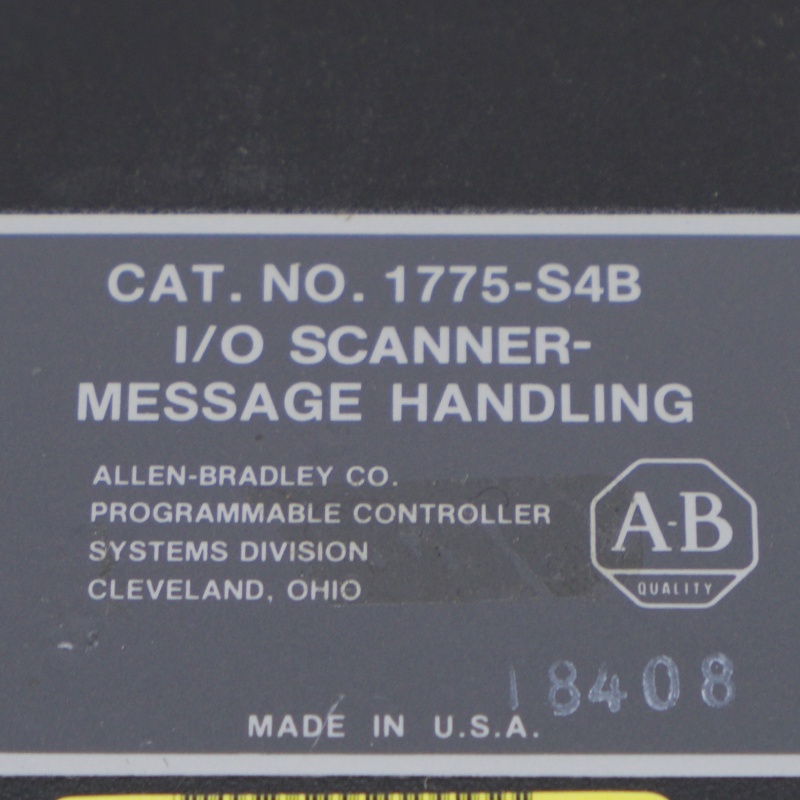 CAT. NO. 1775-S4B
I/O SCANNER-
MESSAGE HANDLING
ALLEN-BRADLEY CO.
PROGRAMMABLE CONTROLLER
SYSTEMS DIVISION
CLEVELAND, OHIO
A-B
QUALITY
18408
MADE IN U.S.A.